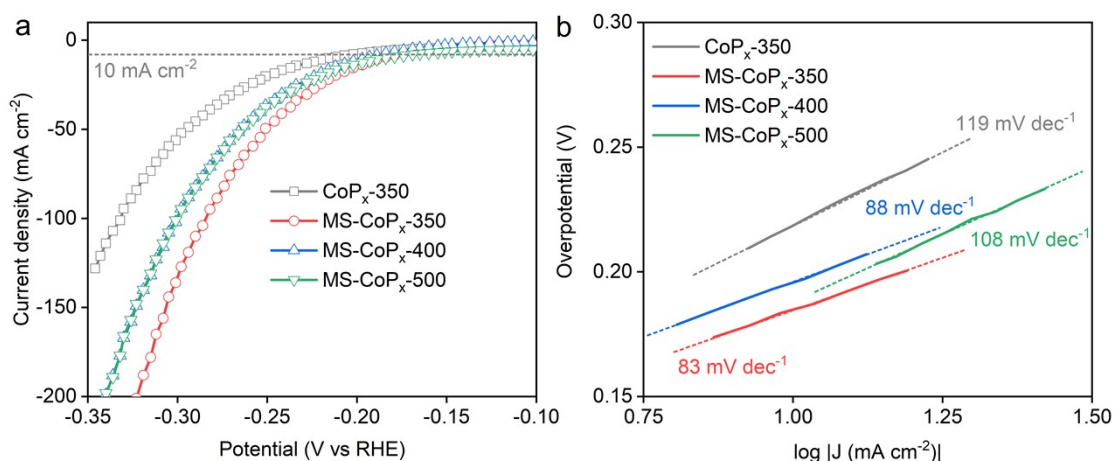 a
0
-50
-100
-150
-200
-0.35
-0.30
-0.25
-0.20
-0.15
-0.10
Current density (mA cm⁻²)
Potential (V vs RHE)
10 mA cm⁻²
CoPₓ-350
MS-CoPₓ-350
MS-CoPₓ-400
MS-CoPₓ-500
b
0.30
0.25
0.20
0.15
0.75
1.00
1.25
1.50
Overpotential (V)
log |J (mA cm⁻²)|
CoPₓ-350
MS-CoPₓ-350
MS-CoPₓ-400
MS-CoPₓ-500
119 mV dec⁻¹
88 mV dec⁻¹
108 mV dec⁻¹
83 mV dec⁻¹